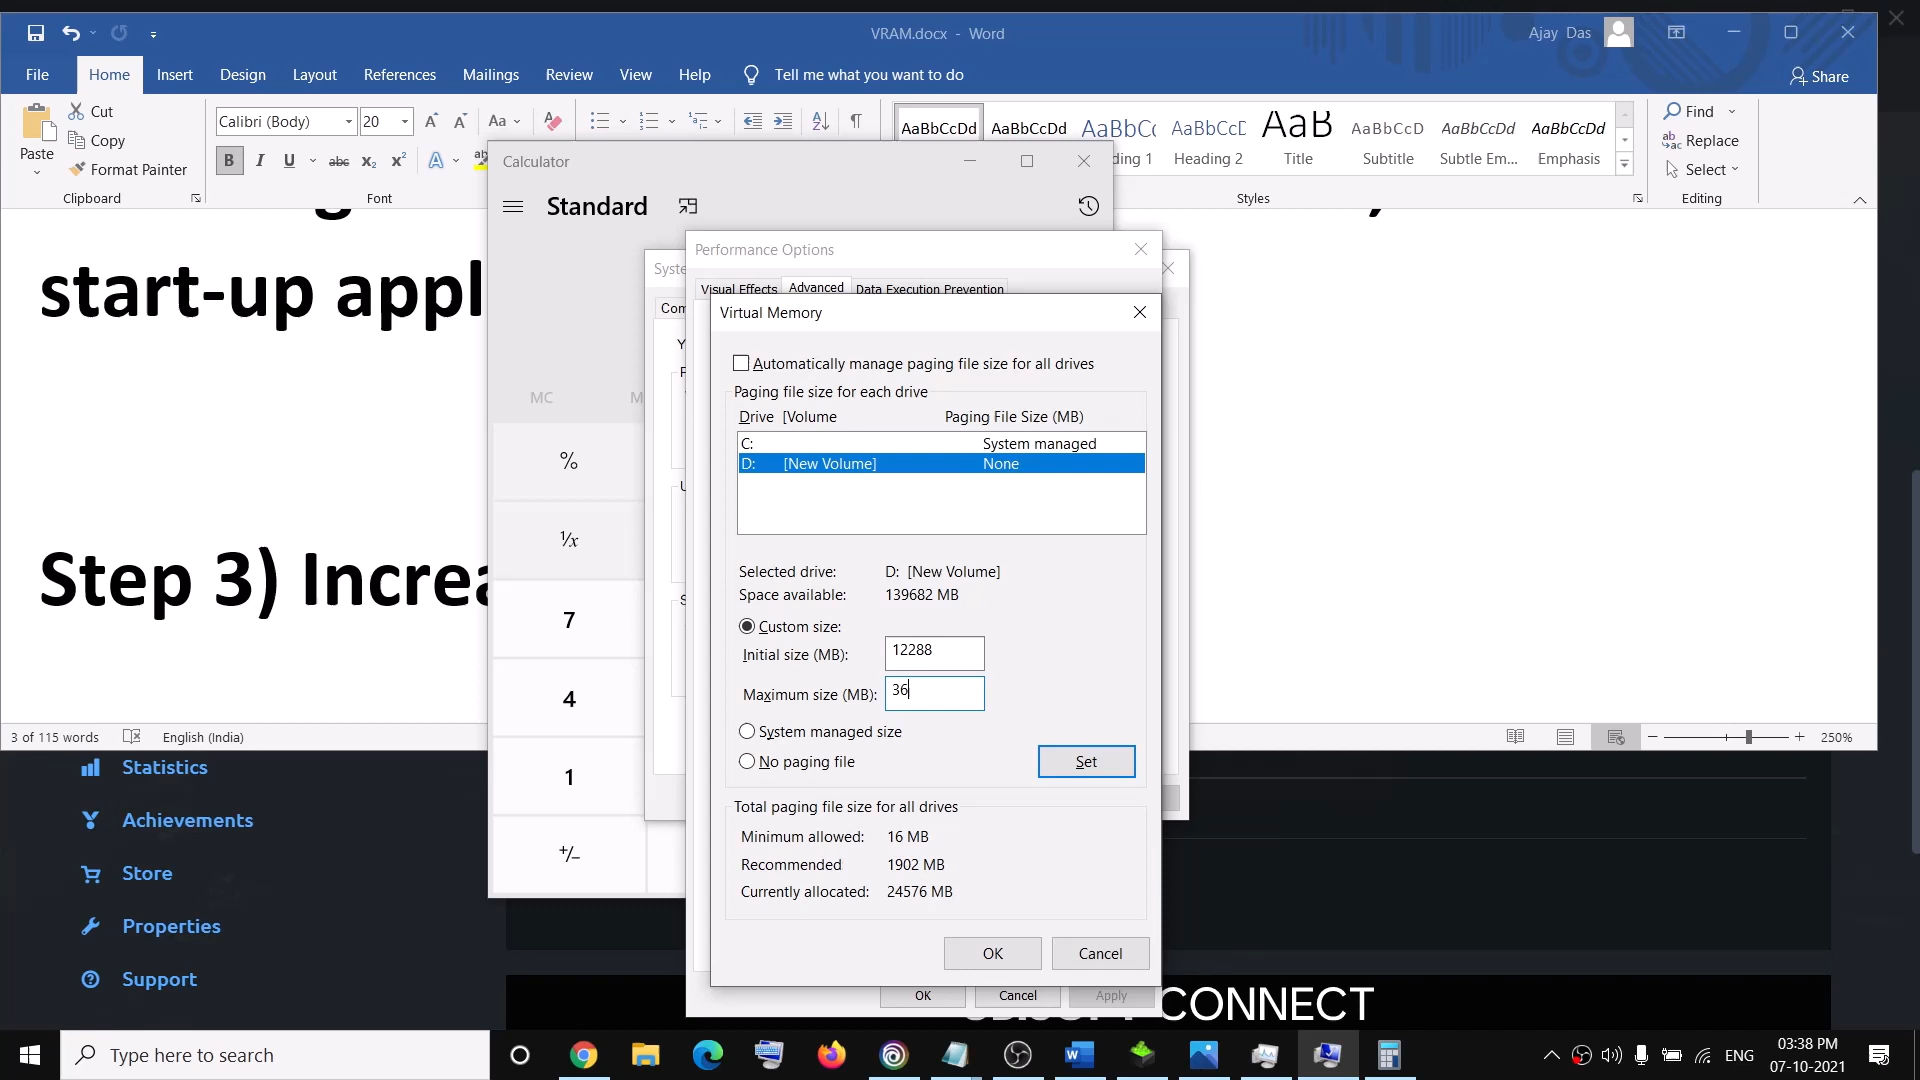 VRAM.docx - Word
Ajay Das
File Home Insert Design Layout References Mailings Review View Help Tell me what you want to do
Share
Paste
Cut
Copy
Format Painter
Clipboard
Calibri (Body) 20
Aa
B I U abc x₂ x² A ab
Font
AaBbCcDd AaBbCcDd AaBbCc AaBbCcD AaB AaBbCcD AaBbCcDd AaBbCcDd
ding 1 Heading 2 Title Subtitle Subtle Em... Emphasis
Styles
Find
Replace
Select
Editing
start-up appl
Step 3) Increa
3 of 115 words English (India)
250%
Calculator
Standard
MC M
%
¹/x
7
4
1
+/–
Syste
Com
Performance Options
Visual Effects Advanced Data Execution Prevention
Virtual Memory
Automatically manage paging file size for all drives
Paging file size for each drive
Drive [Volume Paging File Size (MB)
C: System managed
D: [New Volume] None
Selected drive: D: [New Volume]
Space available: 139682 MB
Custom size:
Initial size (MB): 12288
Maximum size (MB): 36
System managed size
No paging file
Set
Total paging file size for all drives
Minimum allowed: 16 MB
Recommended 1902 MB
Currently allocated: 24576 MB
OK Cancel
OK Cancel Apply
Statistics
Achievements
Store
Properties
Support
CONNECT
Type here to search
ENG
03:38 PM
07-10-2021